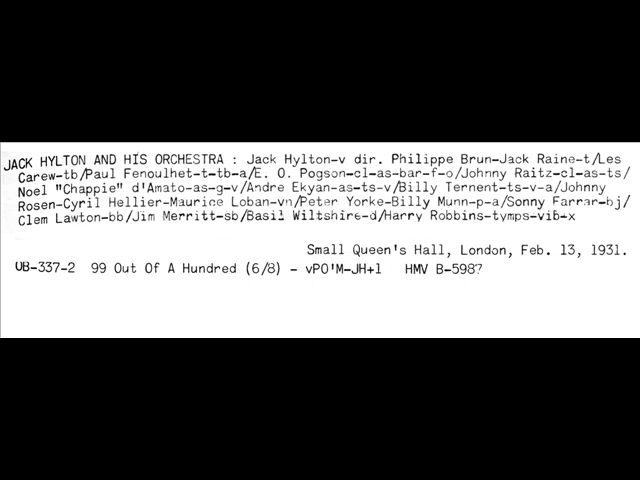 JACK HYLTON AND HIS ORCHESTRA : Jack Hylton-v dir. Philippe Brun-Jack Raine-t/Les
Carew-tb/Paul Fenoulhet-t-tb-a/E. O. Pogson-cl-as-bar-f-o/Johnny Raitz-cl-as-ts/
Noel "Chappie" d'Amato-as-g-v/Andre Ekyan-as-ts-v/Billy Ternent-ts-v-a/Johnny
Rosen-Cyril Hellier-Maurice Loban-vn/Peter Yorke-Billy Munn-p-a/Sonny Farrar-bj/
Clem Lawton-bb/Jim Merritt-sb/Basil Wiltshire-d/Harry Robbins-tymps-vib-x
Small Queen's Hall, London, Feb. 13, 1931.
OB-337-2 99 Out Of A Hundred (6/8) - vPO'M-JH+1 HMV B-5987